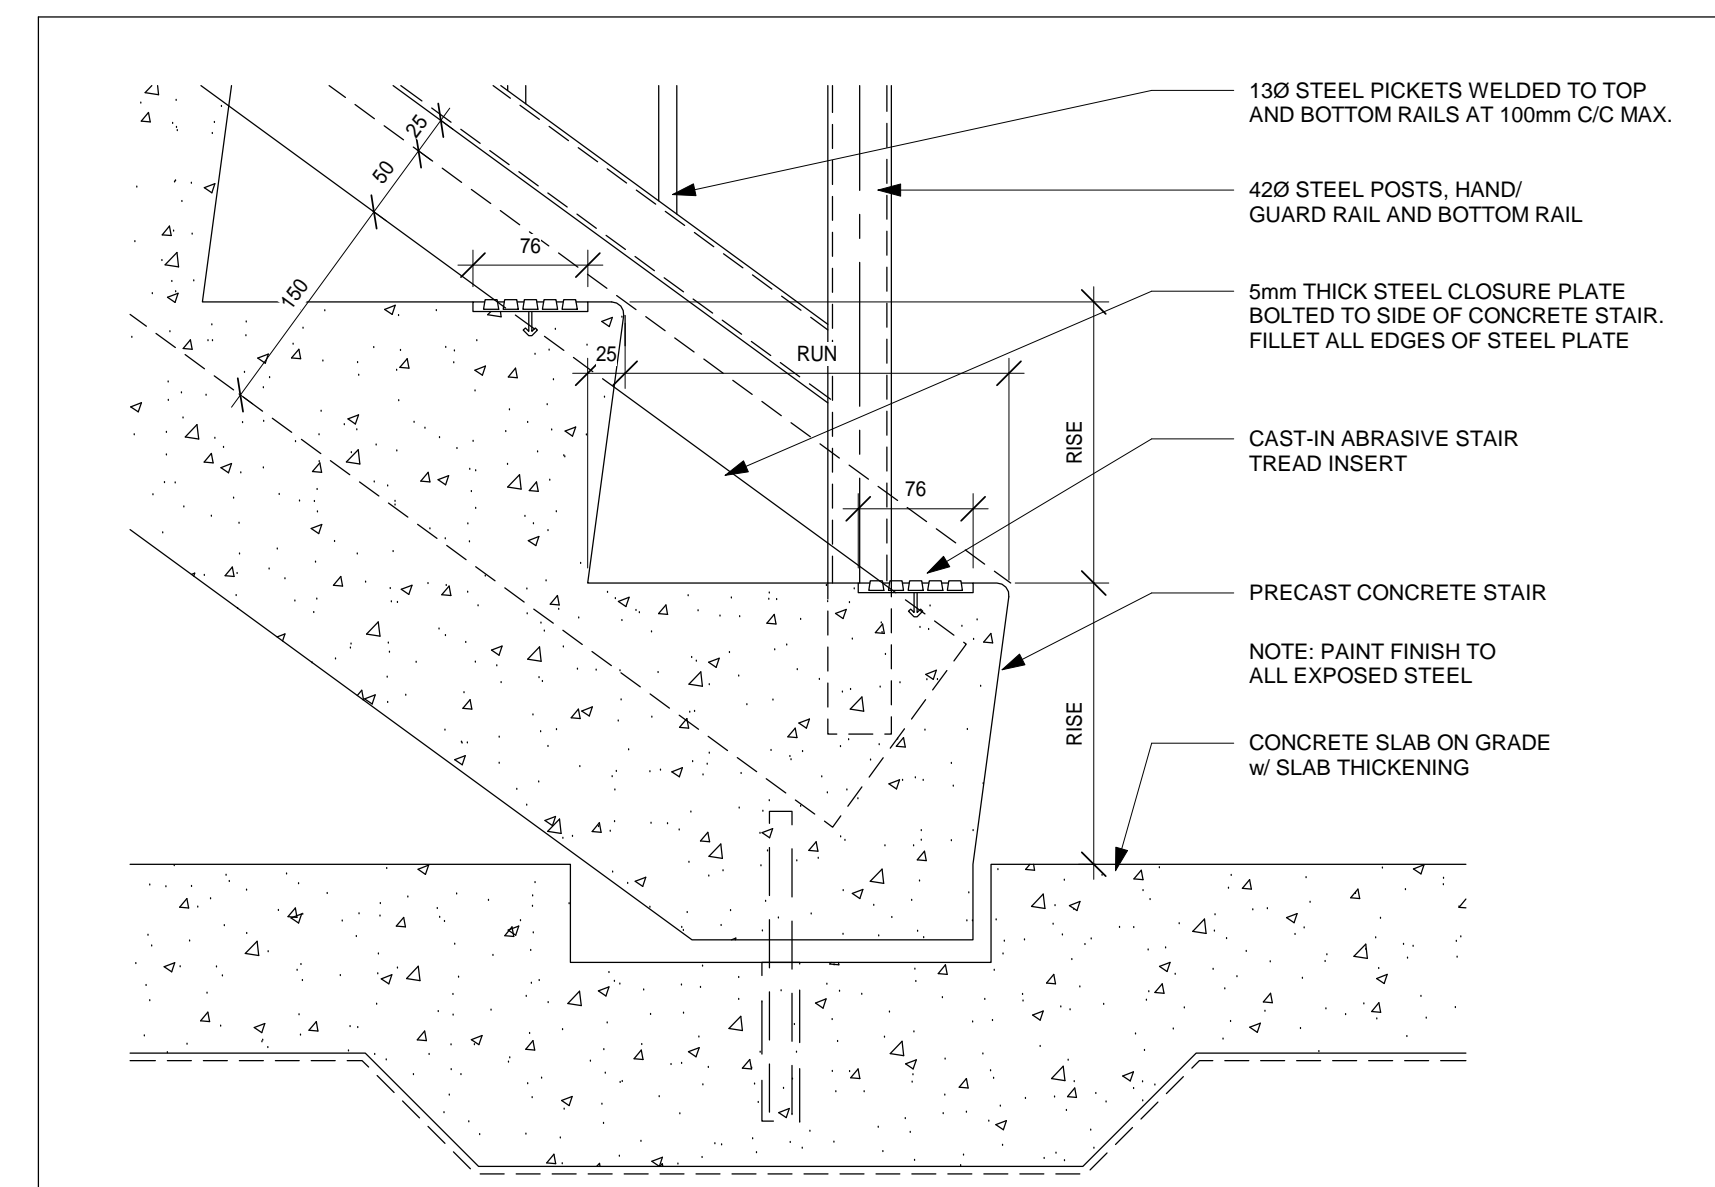 13Ø STEEL PICKETS WELDED TO TOP
AND BOTTOM RAILS AT 100mm C/C MAX.
42Ø STEEL POSTS, HAND/
GUARD RAIL AND BOTTOM RAIL
5mm THICK STEEL CLOSURE PLATE
BOLTED TO SIDE OF CONCRETE STAIR.
FILLET ALL EDGES OF STEEL PLATE
CAST-IN ABRASIVE STAIR
TREAD INSERT
PRECAST CONCRETE STAIR
NOTE: PAINT FINISH TO
ALL EXPOSED STEEL
CONCRETE SLAB ON GRADE
w/ SLAB THICKENING
25
50
150
76
25
RUN
76
RISE
RISE